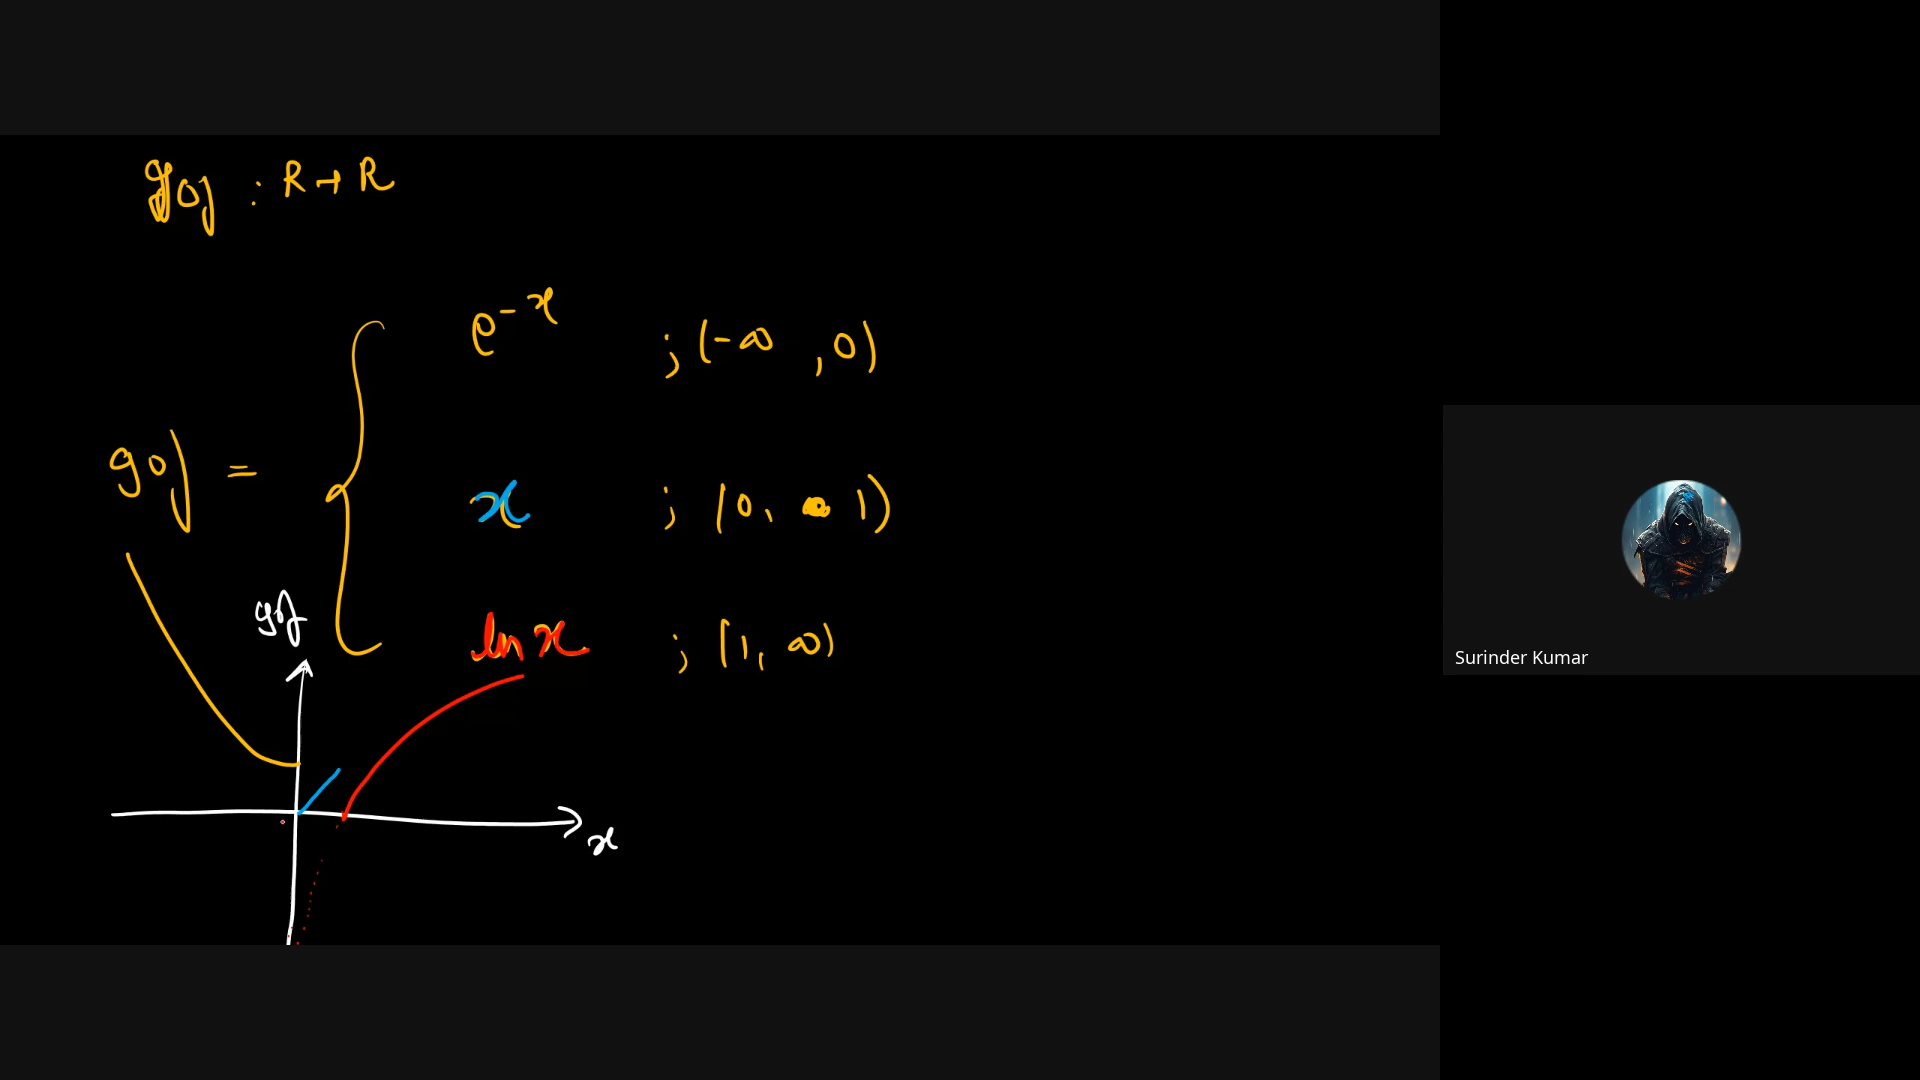 gof : R → R
gof =
e^{-x} ; (-∞, 0)
x ; (0, 1)
ln x ; (1, ∞)
gof
x
Surinder Kumar